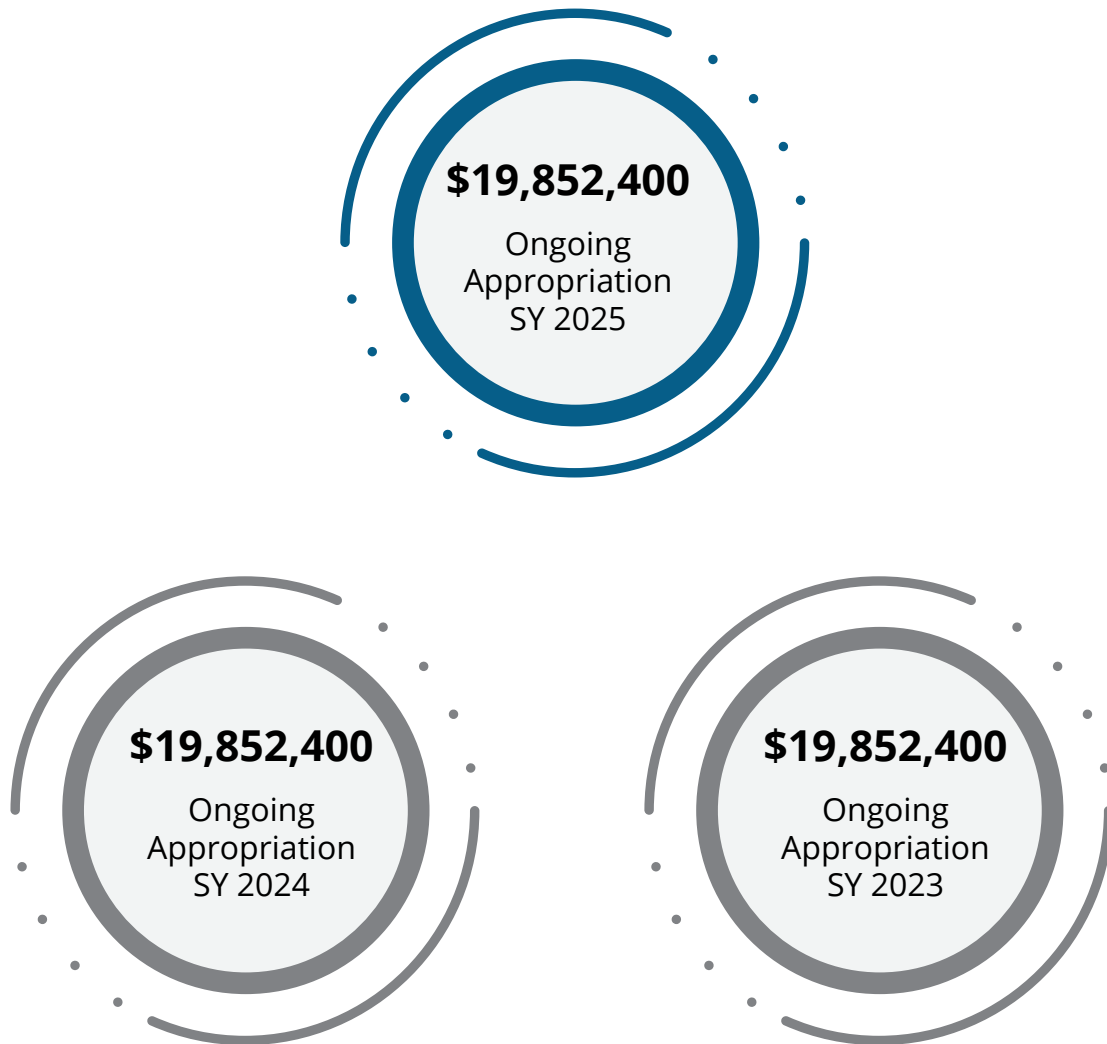 $19,852,400
Ongoing
Appropriation
SY 2025
$19,852,400
Ongoing
Appropriation
SY 2024
$19,852,400
Ongoing
Appropriation
SY 2023